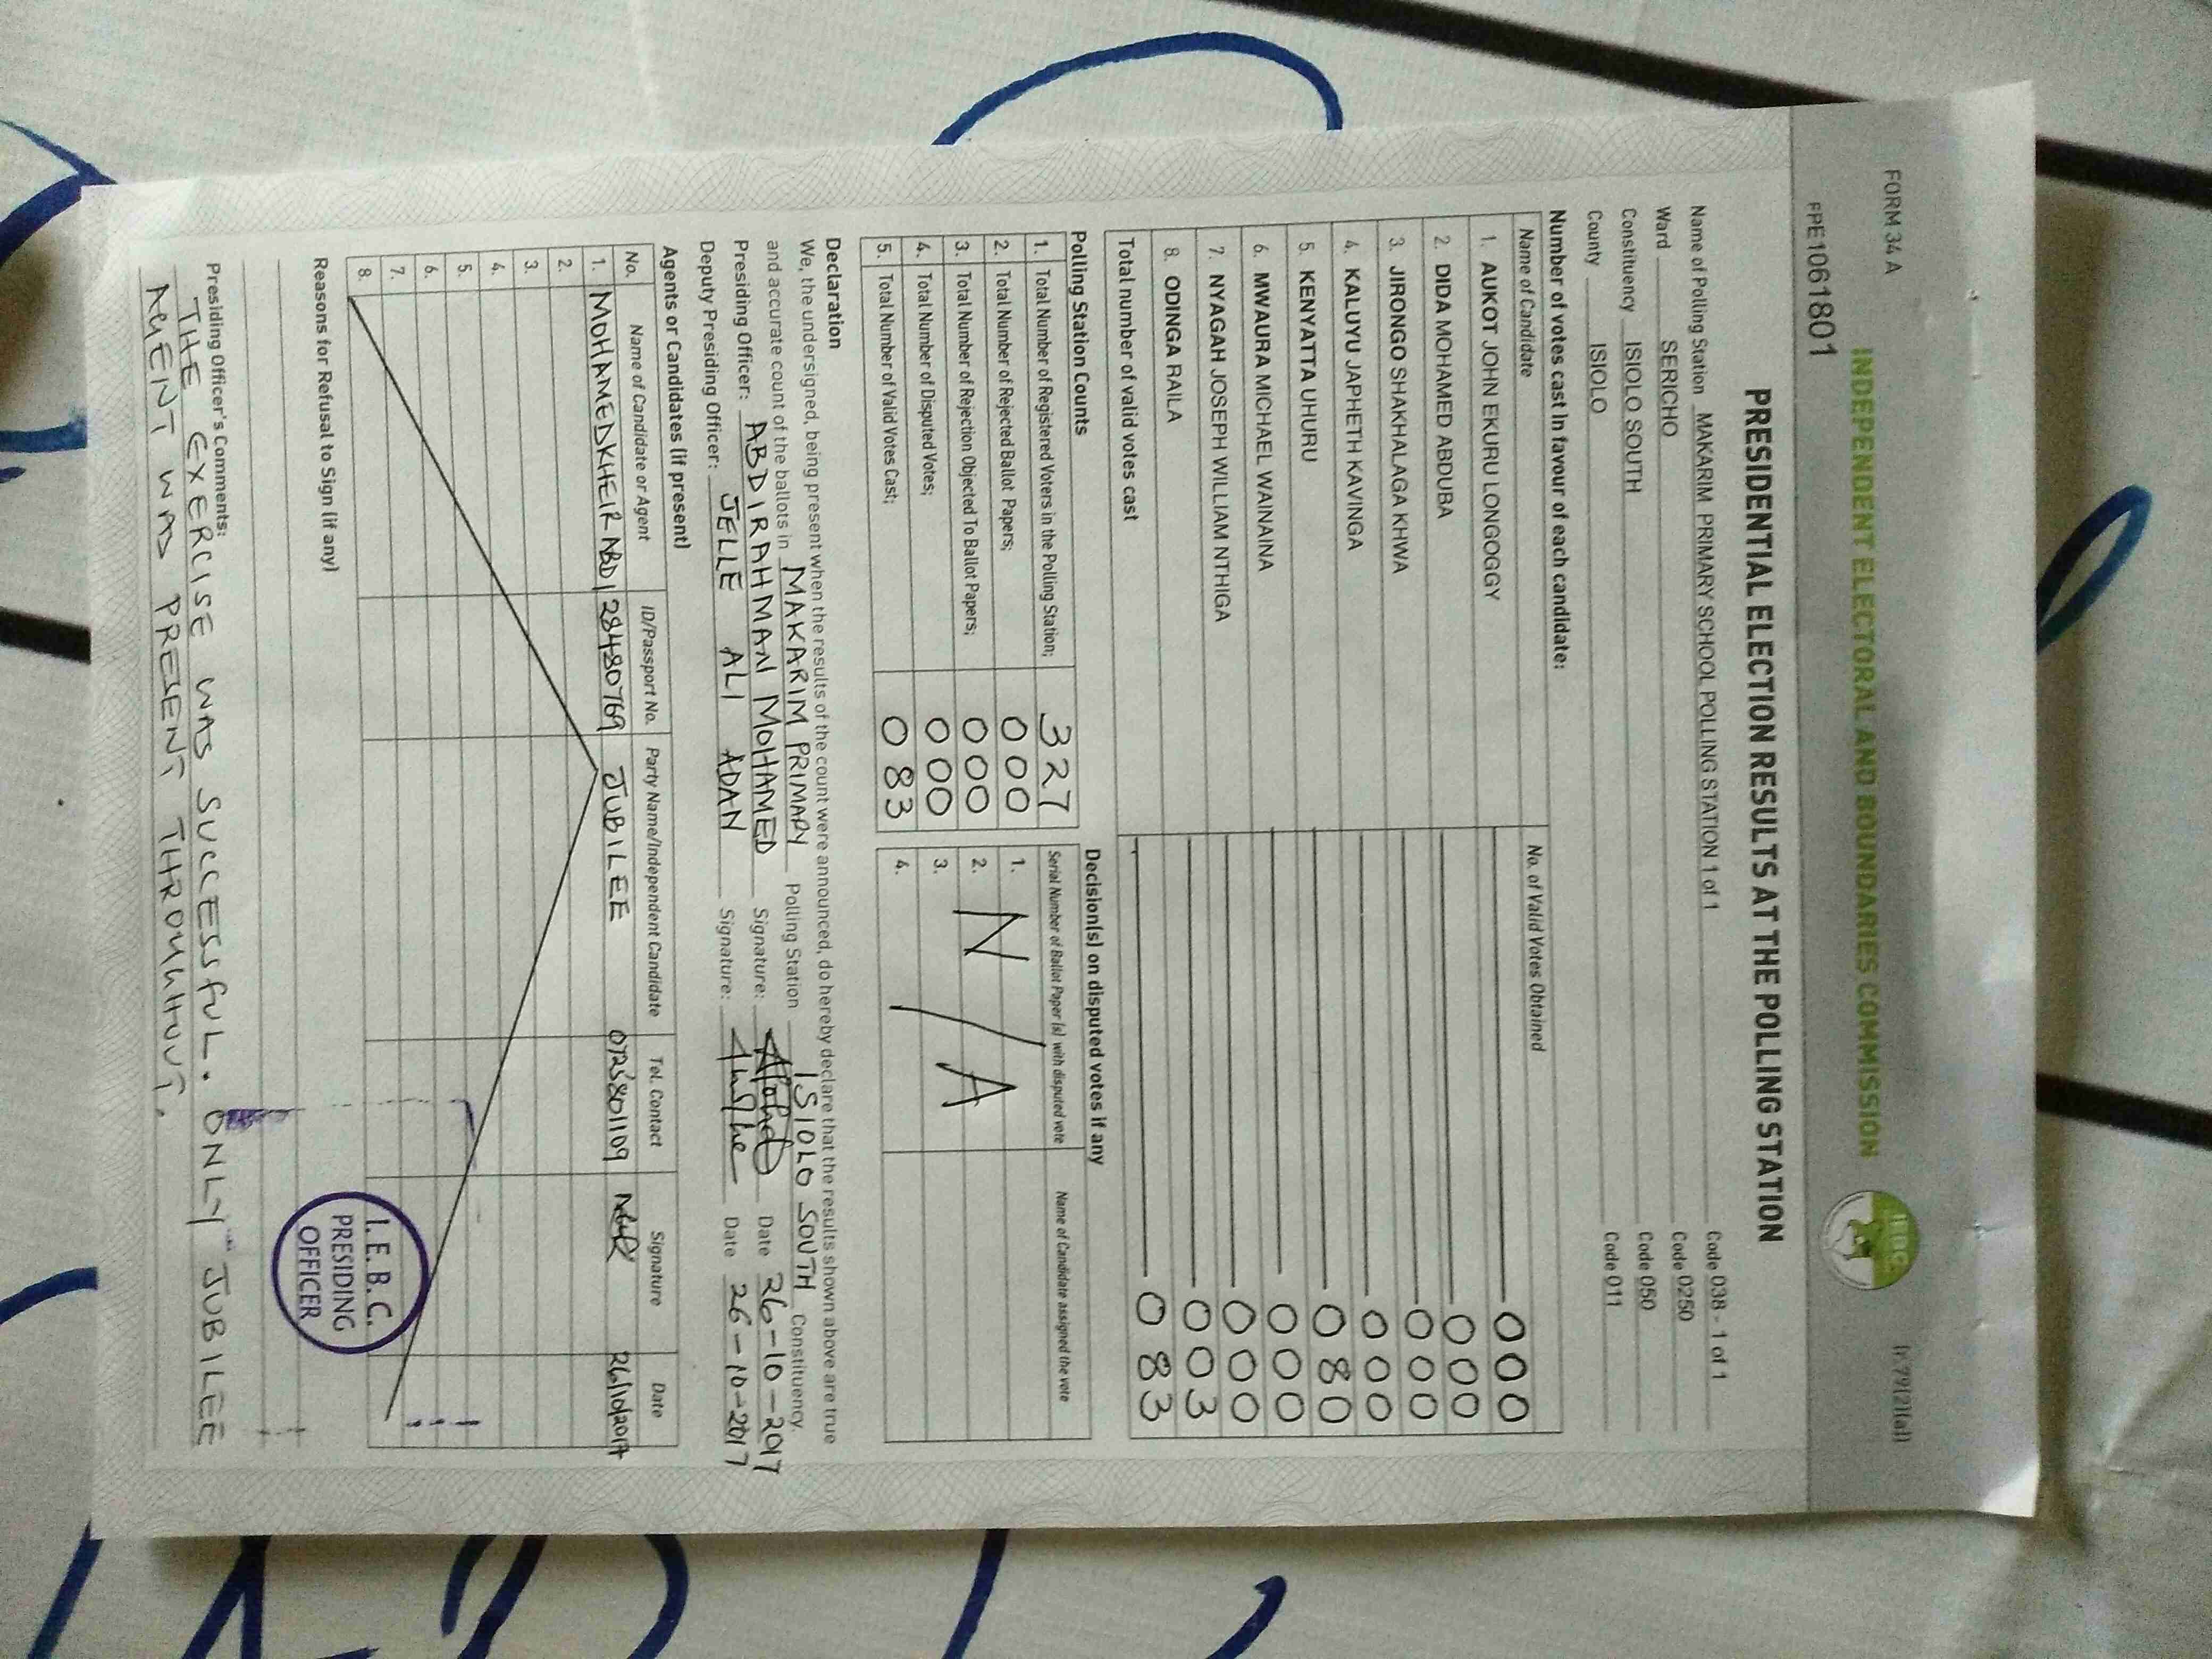 FORM 34 A
INDEPENDENT ELECTORAL AND BOUNDARIES COMMISSION
IEBC
(r.79(2)(a))
FPE1061801
PRESIDENTIAL ELECTION RESULTS AT THE POLLING STATION
Name of Polling Station MAKARIM PRIMARY SCHOOL POLLING STATION 1 of 1 Code 038 - 1 of 1
Ward SERICHO Code 0250
Constituency ISIOLO SOUTH Code 050
County ISIOLO Code 011
Number of votes cast in favour of each candidate:
Name of Candidate No. of Valid Votes Obtained
1. AUKOT JOHN EKURU LONGOGGY 000
2. DIDA MOHAMED ABDUBA 000
3. JIRONGO SHAKHALAGA KHWA 000
4. KALUYU JAPHETH KAVINGA 000
5. KENYATTA UHURU 080
6. MWAURA MICHAEL WAINAINA 000
7. NYAGAH JOSEPH WILLIAM NTHIGA 000
8. ODINGA RAILA 003
Total number of valid votes cast 083
Polling Station Counts
1. Total Number of Registered Voters in the Polling Station; 327
2. Total Number of Rejected Ballot Papers; 000
3. Total Number of Rejection Objected To Ballot Papers; 000
4. Total Number of Disputed Votes; 000
5. Total Number of Valid Votes Cast; 083
Decision(s) on disputed votes if any
Serial Number of Ballot Paper (s) with disputed vote Name of Candidate assigned the vote
1.
2.
3.
4.
N/A
Declaration
We, the undersigned, being present when the results of the count were announced, do hereby declare that the results shown above are true
and accurate count of the ballots in MAKARIM PRIMARY Polling Station ISIOLO SOUTH Constituency.
Presiding Officer: ABDIRAHMAN MOHAMED Signature: Date 26-10-2017
Deputy Presiding Officer: JELLE ALI ADAN Signature: Date 26-10-2017
Agents or Candidates (if present)
No. Name of Candidate or Agent ID/Passport No. Party Name/Independent Candidate Tel. Contact Signature Date
1. MOHAMEDKHEIR ABDI 28480769 JUBILEE 0725801109 26/10/2017
2.
3.
4.
5.
6.
7.
8.
I.E.B.C.
PRESIDING
OFFICER
Reasons for Refusal to Sign (if any)
Presiding Officer's Comments:
THE EXERCISE WAS SUCCESSFUL. ONLY JUBILEE
AGENT WAS PRESENT THROUGHOUT.